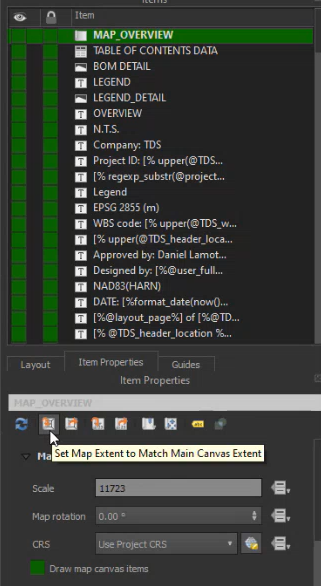 Items
Item
MAP_OVERVIEW
TABLE OF CONTENTS DATA
BOM DETAIL
LEGEND
LEGEND_DETAIL
OVERVIEW
N.T.S.
Company: TDS
Project ID: [% upper(@TDS...
[% regexp_substr(@project...
Legend
EPSG 2855 (m)
WBS code: [% upper(@TDS_w...
[% upper(@TDS_header_loca...
Approved by: Daniel Lamot...
Designed by: [%@user_full...
NAD83(HARN)
DATE: [%format_date(now()...
[%@layout_page%] of [%@TD...
[% @TDS_header_location %...
Layout Item Properties Guides
Item Properties
MAP_OVERVIEW
abc
Set Map Extent to Match Main Canvas Extent
Scale 11723
Map rotation 0.00 °
CRS Use Project CRS
Draw map canvas items